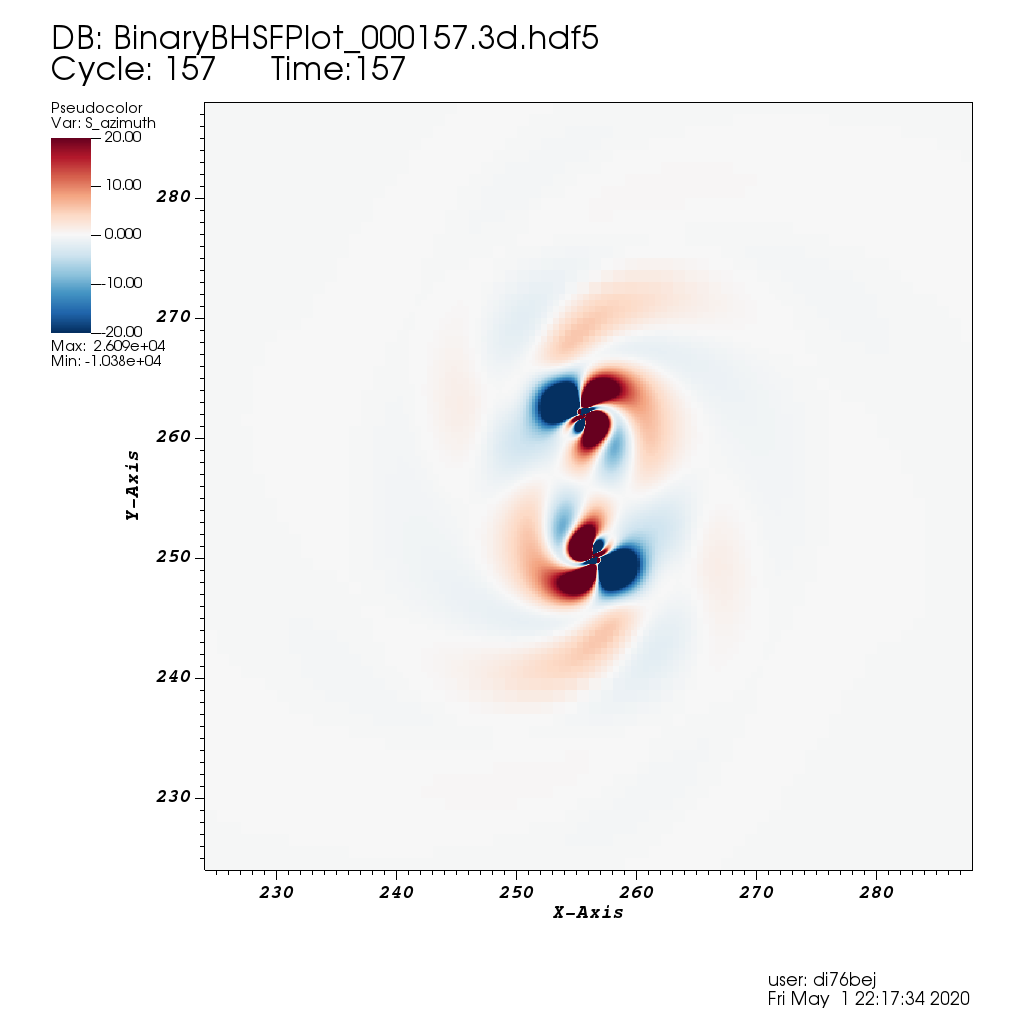 DB: BinaryBHSFPlot_000157.3d.hdf5
Cycle: 157 Time:157
Pseudocolor
Var: S_azimuth
20.00
10.00
0.000
-10.00
-20.00
Max: 2.609e+04
Min: -1.038e+04
280
270
260
250
240
230
Y-Axis
230 240 250 260 270 280
X-Axis
user: di76bej
Fri May 1 22:17:34 2020